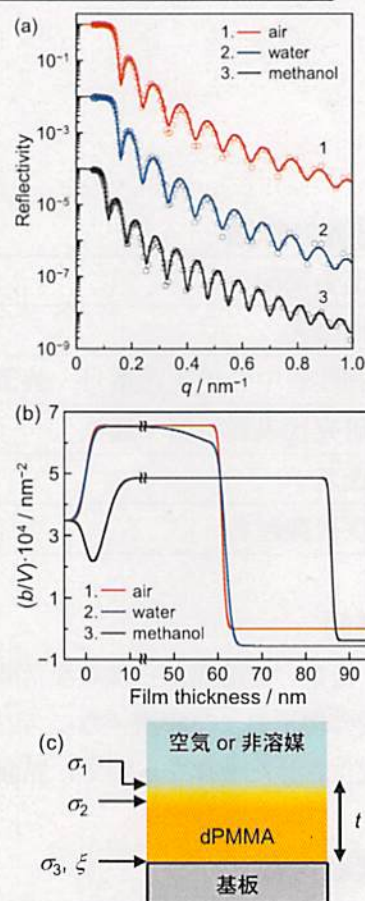 (a)
1. air
2. water
3. methanol
10⁻¹
10⁻³
10⁻⁵
10⁻⁷
10⁻⁹
Reflectivity
1
2
3
0 0.2 0.4 0.6 0.8 1.0
q / nm⁻¹
(b)
7
5
3
1
−1
(b/V)·10⁴ / nm⁻²
1. air
2. water
3. methanol
0 10 50 60 70 80 90
Film thickness / nm
(c)
空気 or 非溶媒
σ₁
σ₂
dPMMA
t
σ₃, ξ
基板